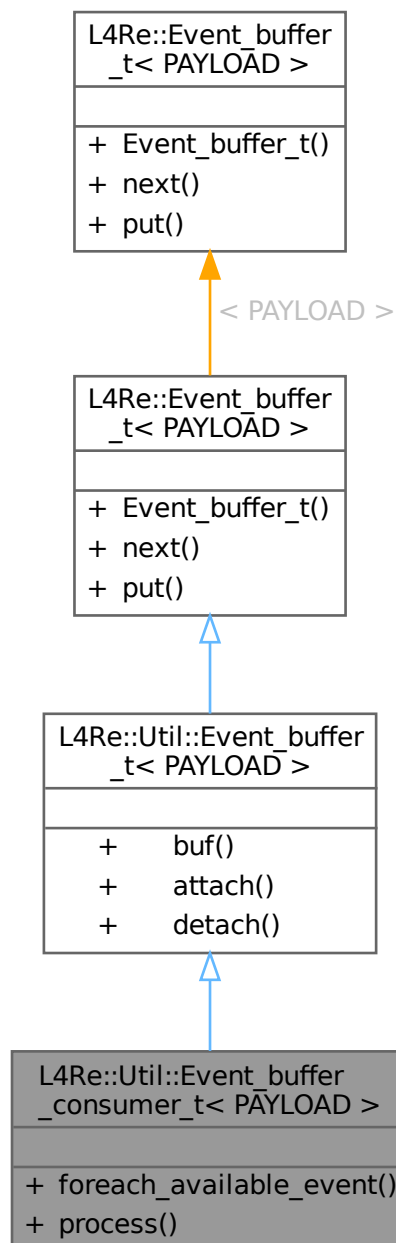 L4Re::Event_buffer
_t< PAYLOAD >
+ Event_buffer_t()
+ next()
+ put()
< PAYLOAD >
L4Re::Event_buffer
_t< PAYLOAD >
+ Event_buffer_t()
+ next()
+ put()
L4Re::Util::Event_buffer
_t< PAYLOAD >
+ buf()
+ attach()
+ detach()
L4Re::Util::Event_buffer
_consumer_t< PAYLOAD >
+ foreach_available_event()
+ process()